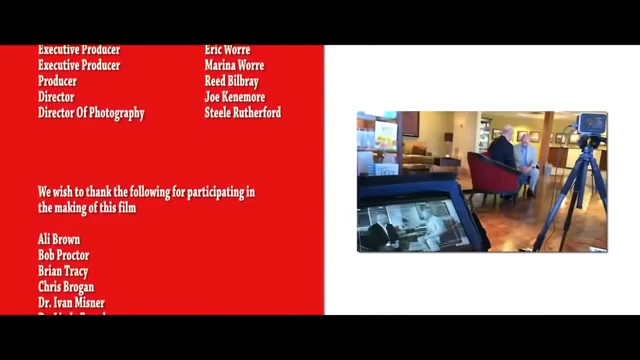 Executive Producer Eric Worre
Executive Producer Marina Worre
Producer Reed Bilbray
Director Joe Kenemore
Director Of Photography Steele Rutherford
We wish to thank the following for participating in
the making of this film
Ali Brown
Bob Proctor
Brian Tracy
Chris Brogan
Dr. Ivan Misner